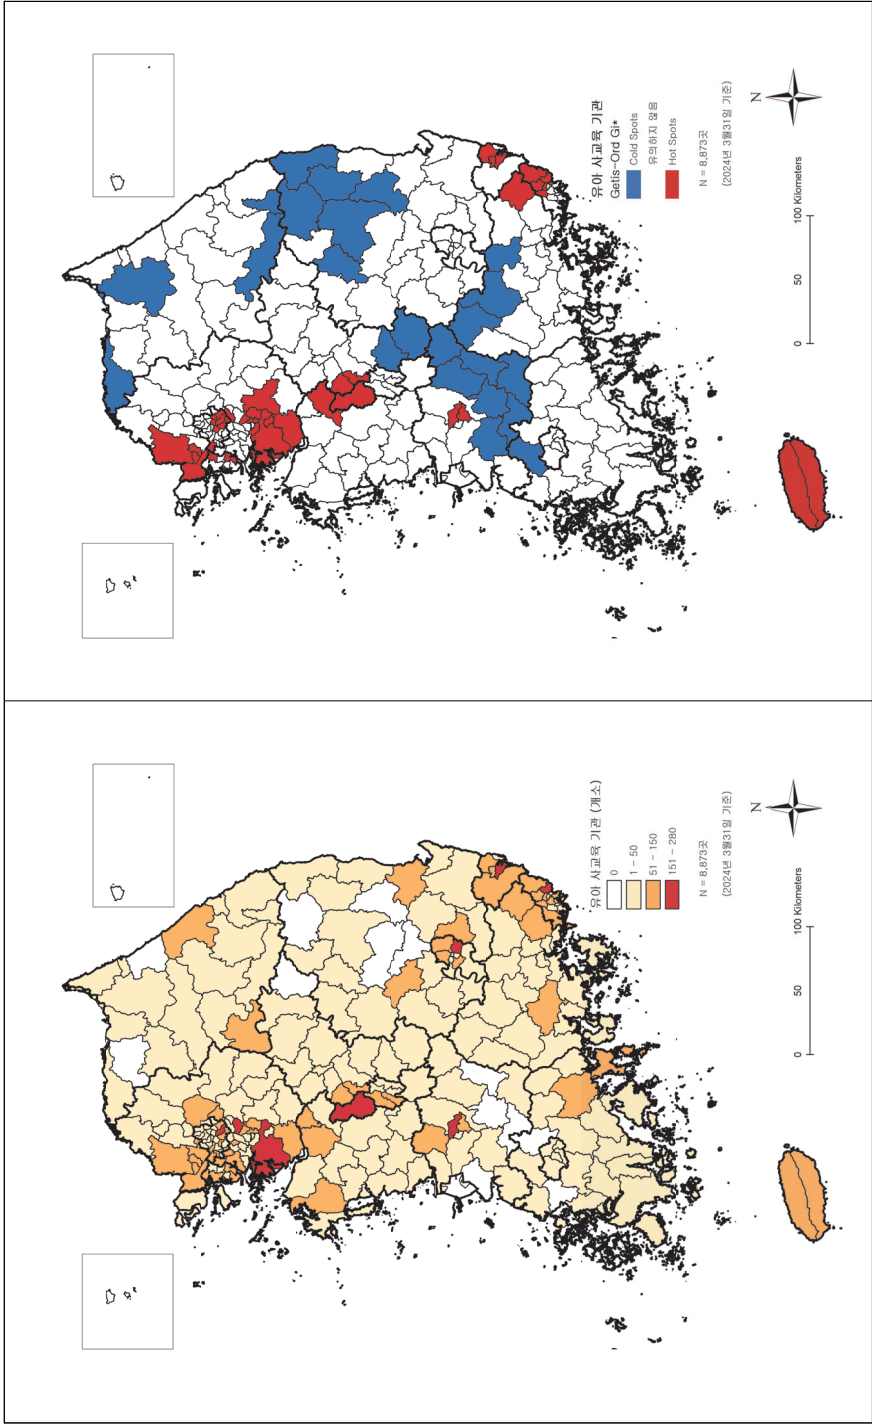 유아 사교육 기관 (개소)
0
1 - 50
51 - 150
151 - 280
N = 8,873곳
(2024년 3월31일 기준)
N
0 50 100 Kilometers
유아 사교육 기관
Getis-Ord Gi*
Cold Spots
유의하지 않음
Hot Spots
N = 8,873곳
(2024년 3월31일 기준)
N
0 50 100 Kilometers